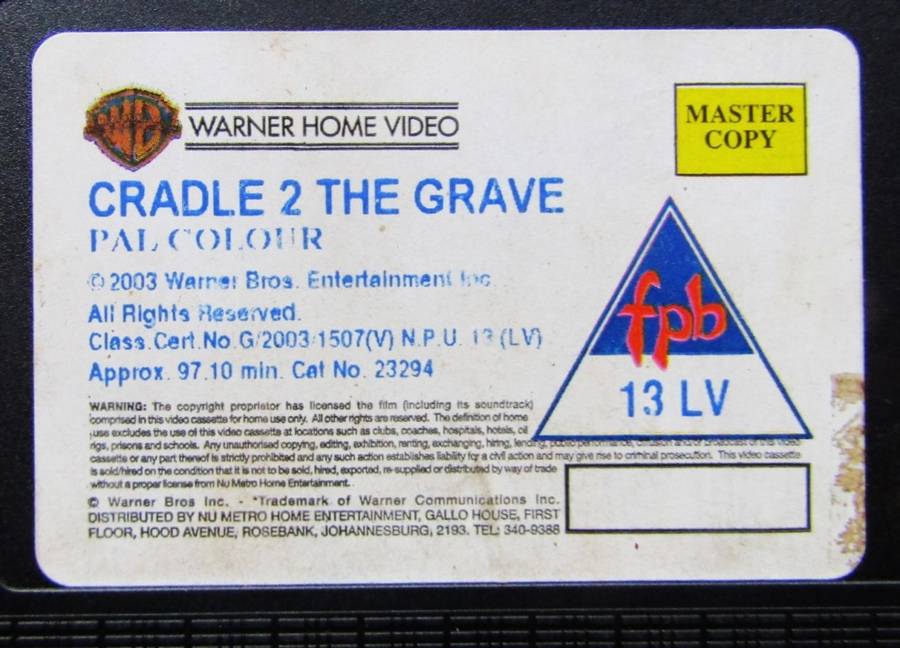 WB WARNER HOME VIDEO
MASTER
COPY
CRADLE 2 THE GRAVE
PAL COLOUR
© 2003 Warner Bros. Entertainment Inc.
All Rights Reserved.
Class.Cert.No.G/2003/1507(V) N.P.U. 13 (LV)
Approx. 97.10 min. Cat No. 23294
fpb
13 LV
WARNING: The copyright proprietor has licensed the film (including its soundtrack)
comprised in this video cassette for home use only. All other rights are reserved. The definition of home
use excludes the use of this video cassette at locations such as clubs, coaches, hospitals, hotels, oil
rigs, prisons and schools. Any unauthorised copying, editing, exhibition, renting, exchanging, hiring, lending, public performance, diffusion and/or broadcast of this video
cassette or any part thereof is strictly prohibited and any such action establishes liability for a civil action and may give rise to criminal prosecution. This video cassette
is sold/hired on the condition that it is not to be sold, hired, exported, re-supplied or distributed by way of trade
without a proper license from Nu Metro Home Entertainment.
© Warner Bros Inc. - *Trademark of Warner Communications Inc.
DISTRIBUTED BY NU METRO HOME ENTERTAINMENT, GALLO HOUSE, FIRST
FLOOR, HOOD AVENUE, ROSEBANK, JOHANNESBURG, 2193. TEL: 340-9388